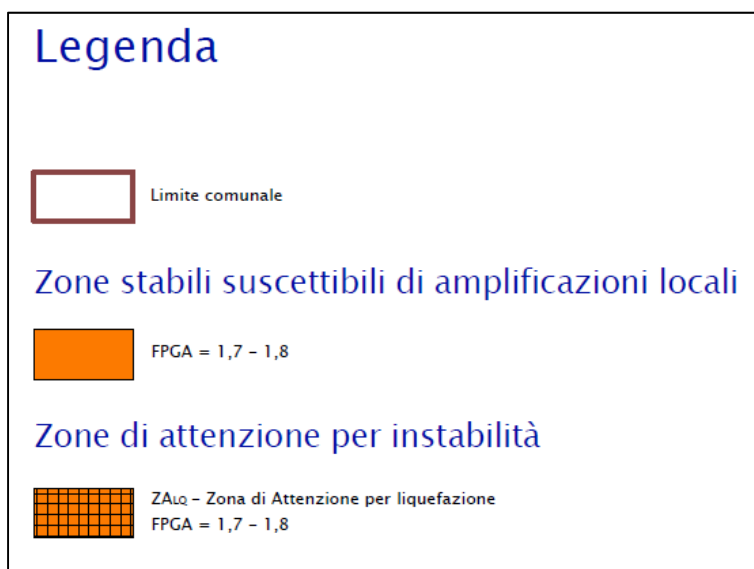 Legenda
Limite comunale
Zone stabili suscettibili di amplificazioni locali
FPGA = 1,7 – 1,8
Zone di attenzione per instabilità
ZALQ – Zona di Attenzione per liquefazione
FPGA = 1,7 – 1,8